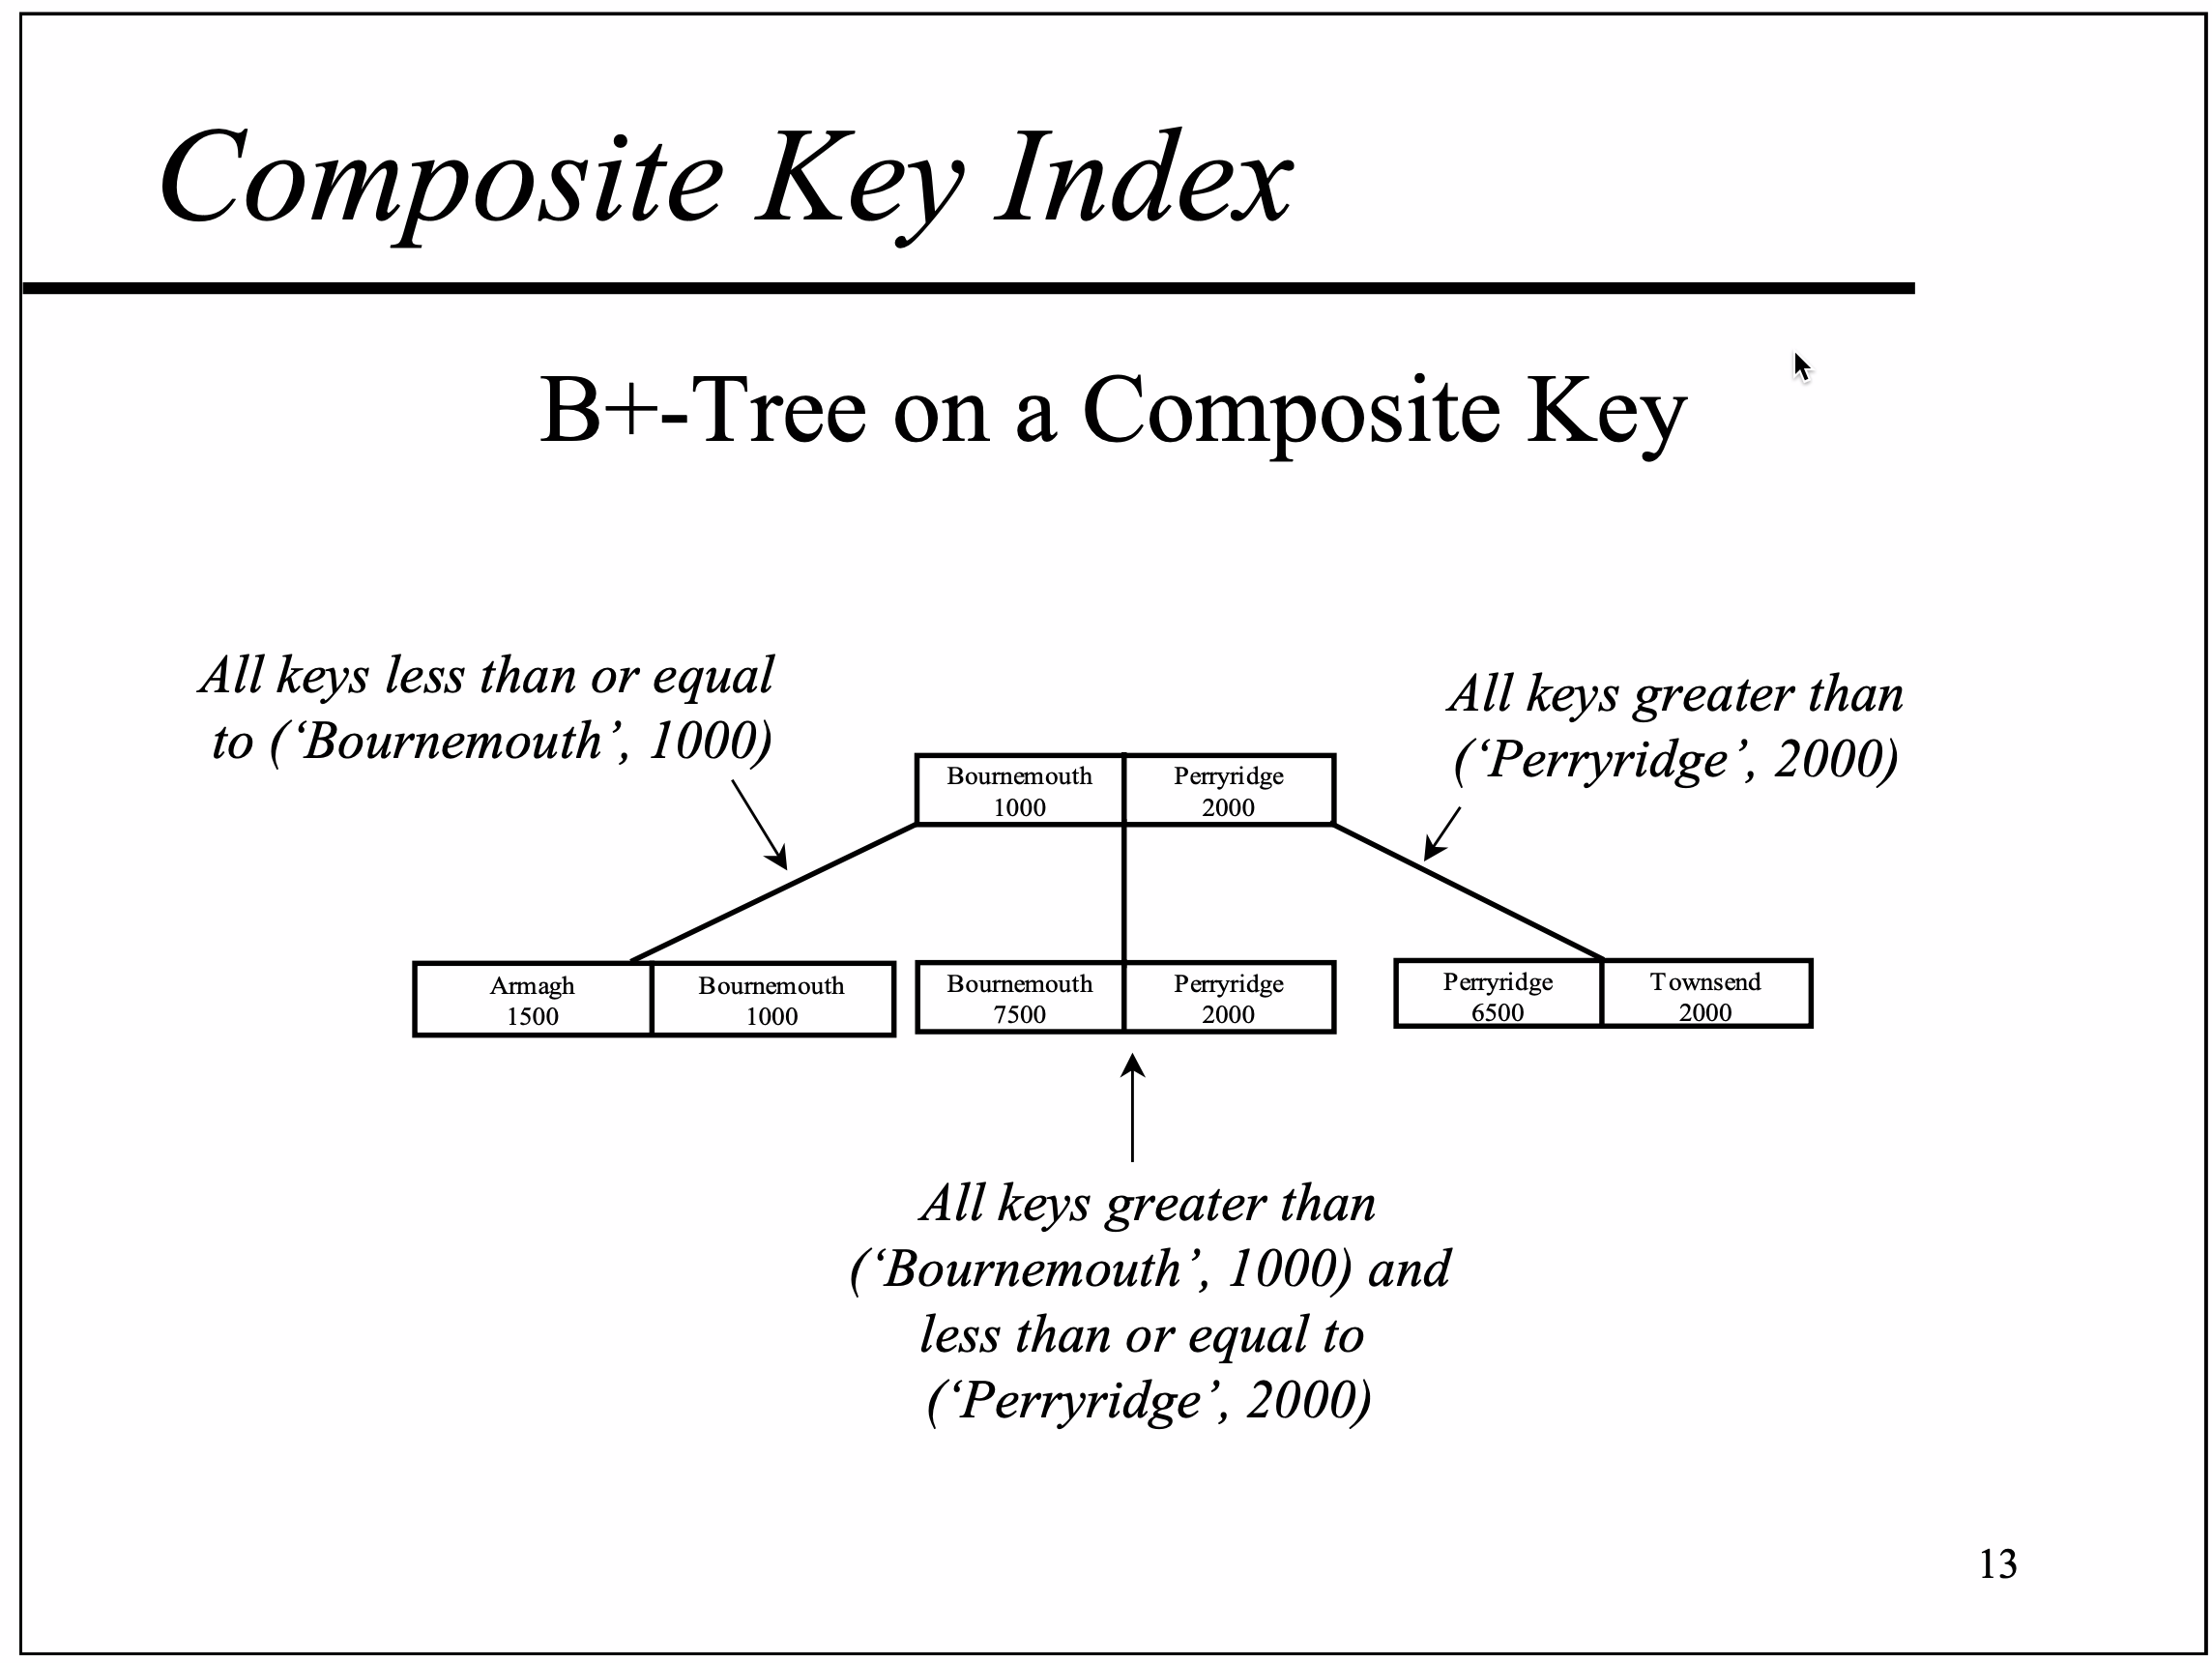 Composite Key Index
B+-Tree on a Composite Key
All keys less than or equal
to (‘Bournemouth’, 1000)
All keys greater than
(‘Perryridge’, 2000)
Bournemouth
1000
Perryridge
2000
Armagh
1500
Bournemouth
1000
Bournemouth
7500
Perryridge
2000
Perryridge
6500
Townsend
2000
All keys greater than
(‘Bournemouth’, 1000) and
less than or equal to
(‘Perryridge’, 2000)
13